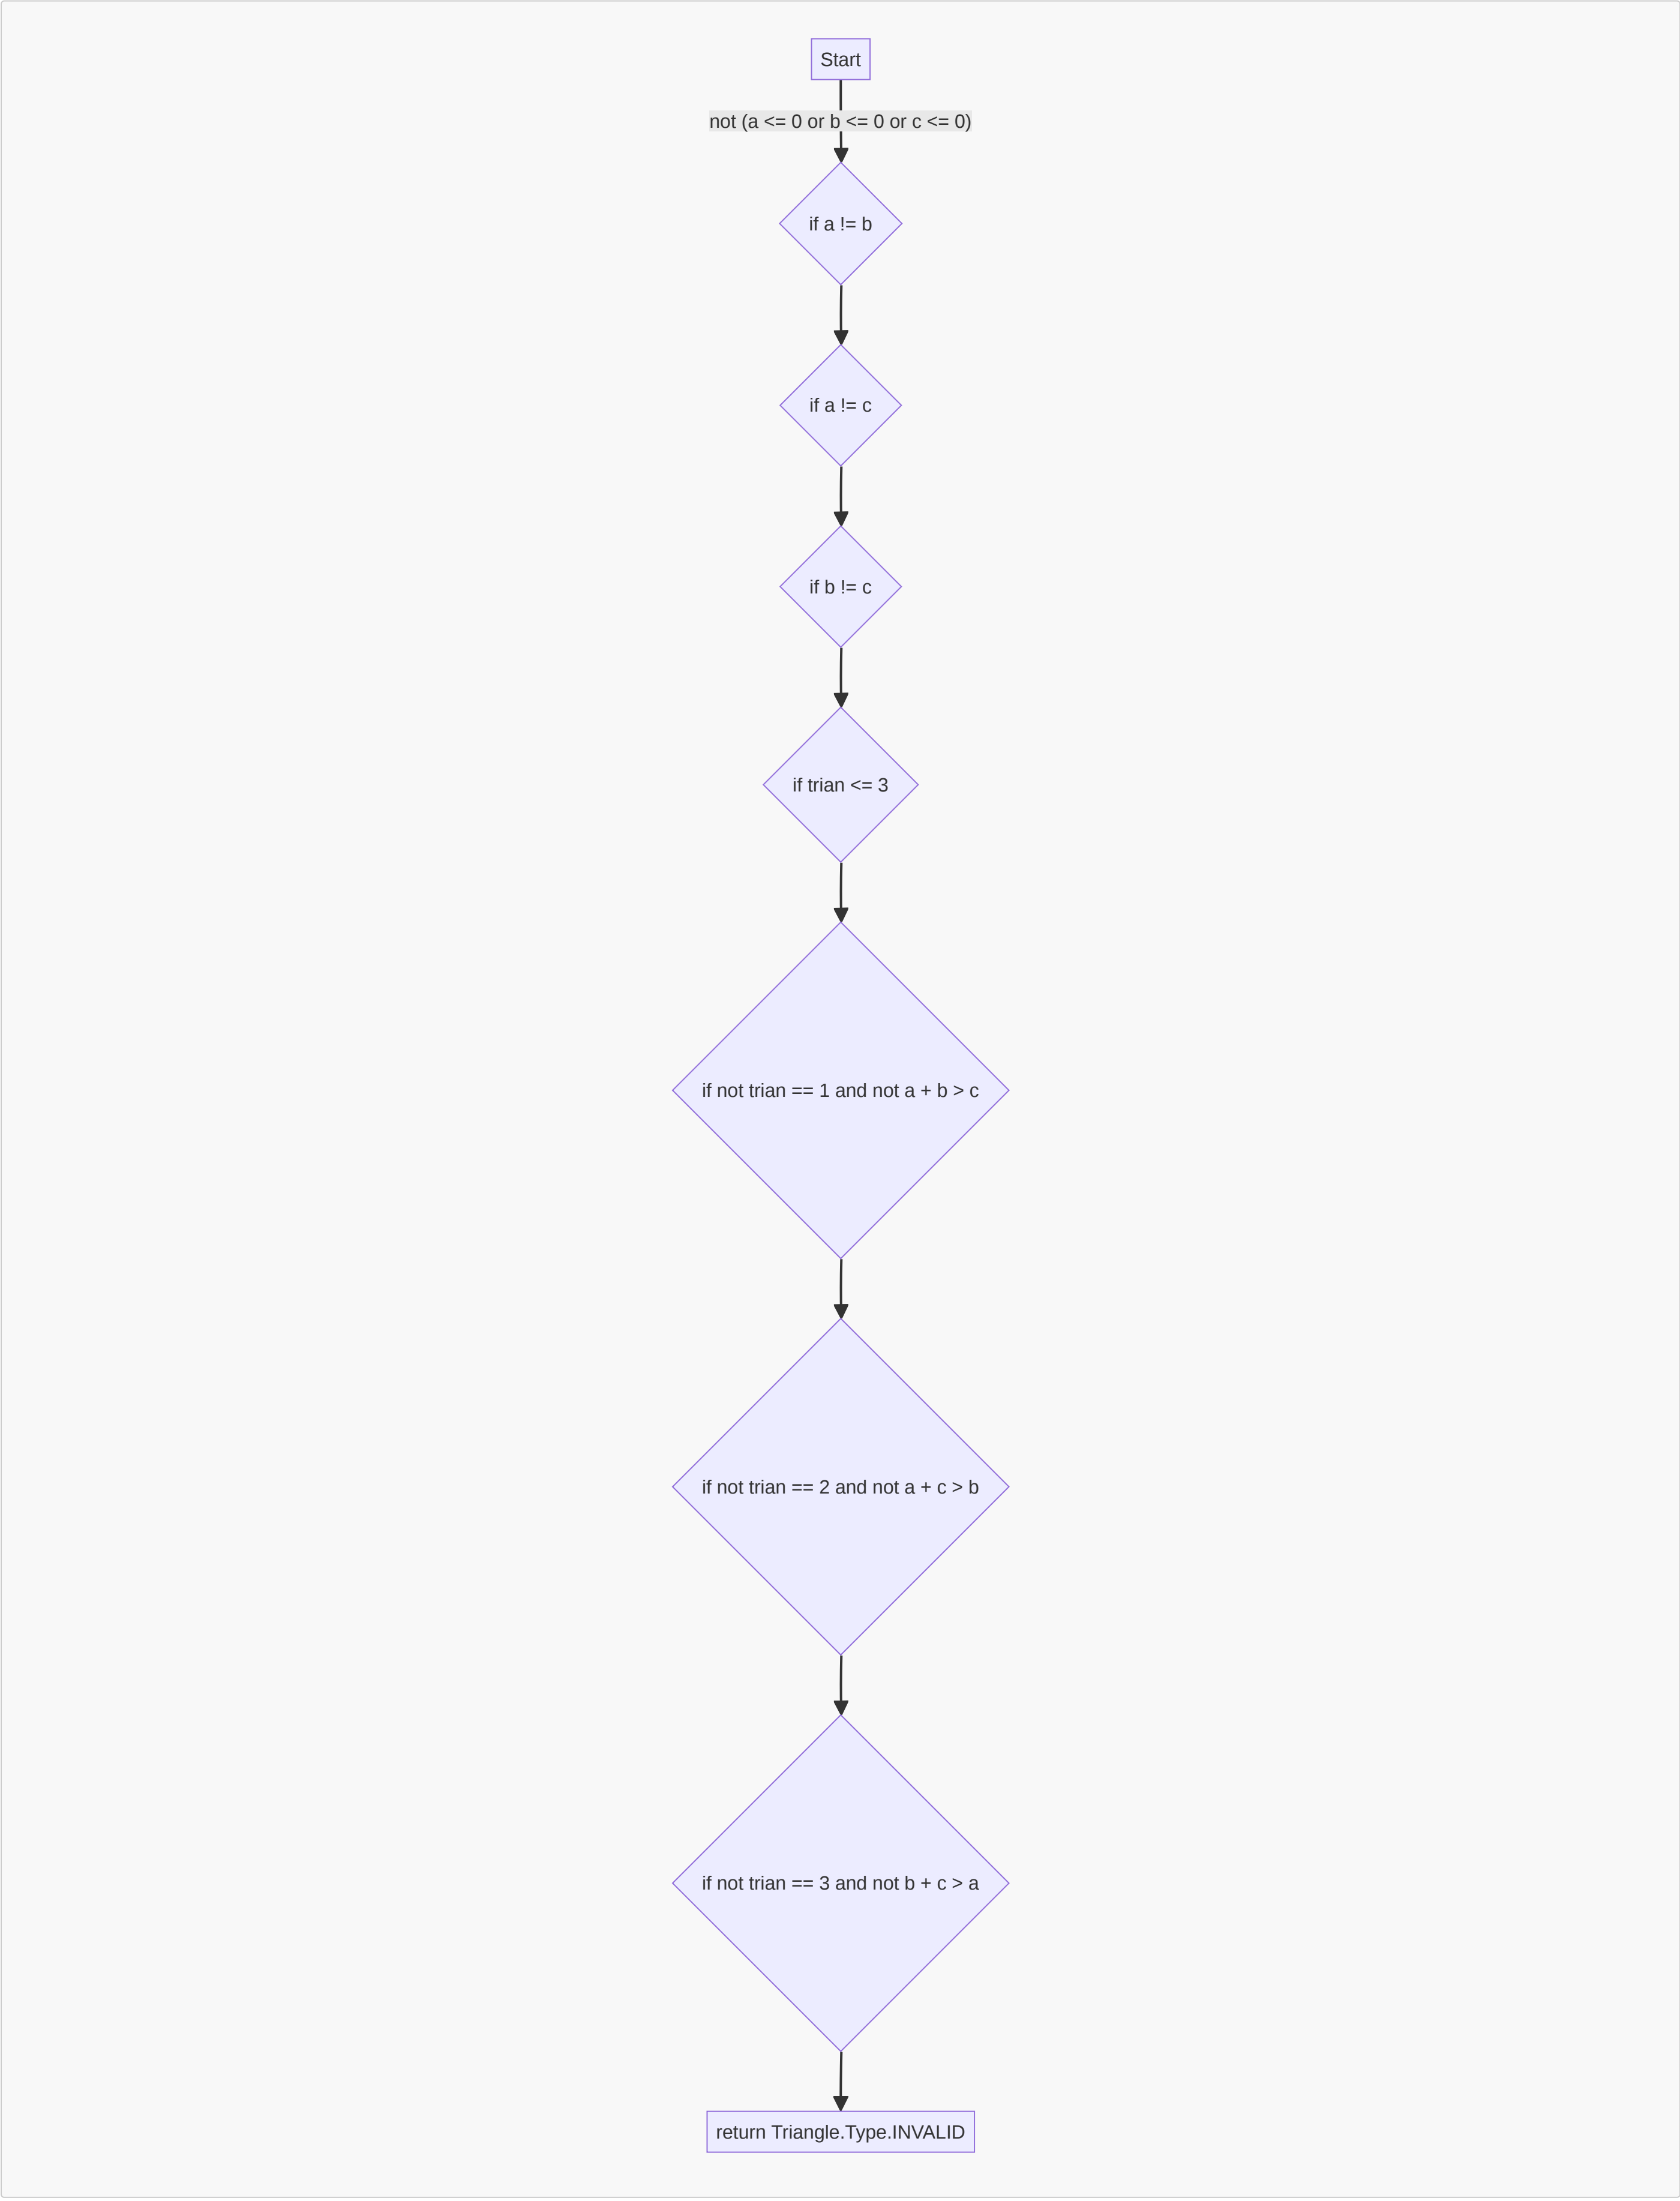 Start
not (a <= 0 or b <= 0 or c <= 0)
if a != b
if a != c
if b != c
if trian <= 3
if not trian == 1 and not a + b > c
if not trian == 2 and not a + c > b
if not trian == 3 and not b + c > a
return Triangle.Type.INVALID